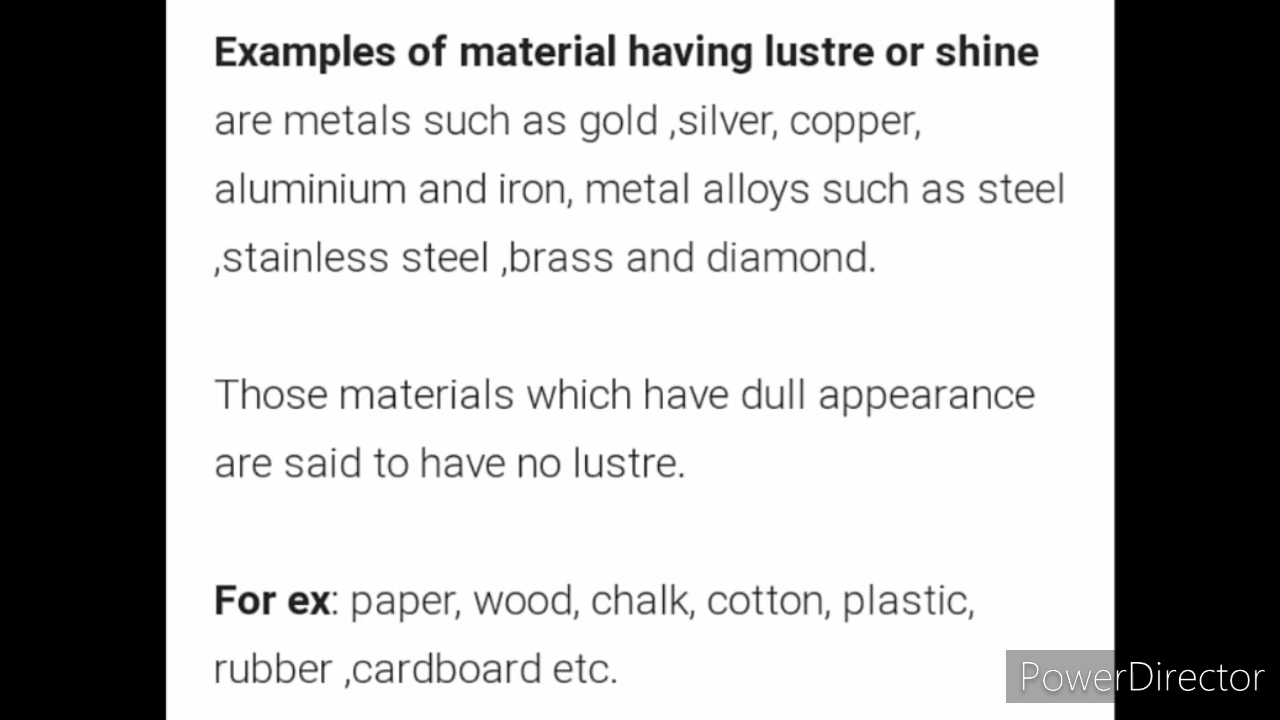 Examples of material having lustre or shine
are metals such as gold ,silver, copper,
aluminium and iron, metal alloys such as steel
,stainless steel ,brass and diamond.
Those materials which have dull appearance
are said to have no lustre.
For ex: paper, wood, chalk, cotton, plastic,
rubber ,cardboard etc.
PowerDirector